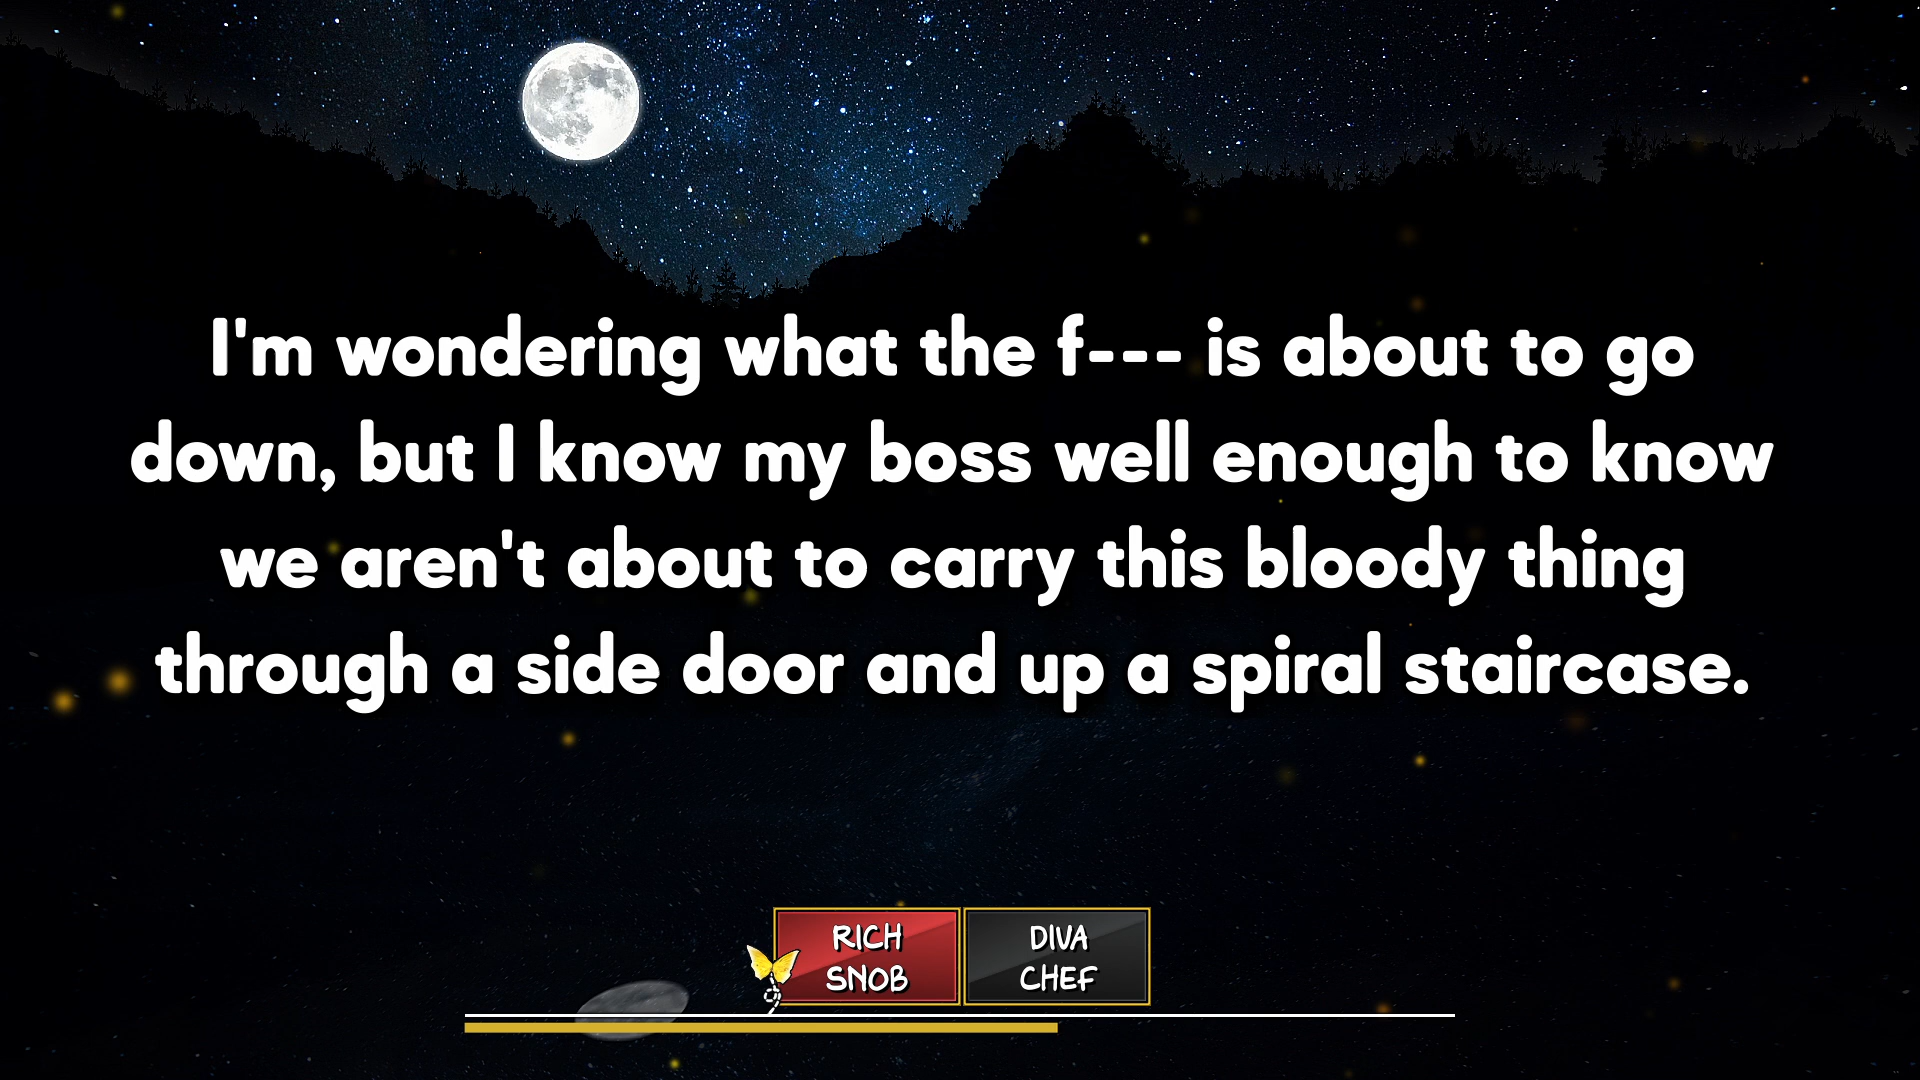 I'm wondering what the f--- is about to go
down, but I know my boss well enough to know
we aren't about to carry this bloody thing
through a side door and up a spiral staircase.
RICH
SNOB
DIVA
CHEF